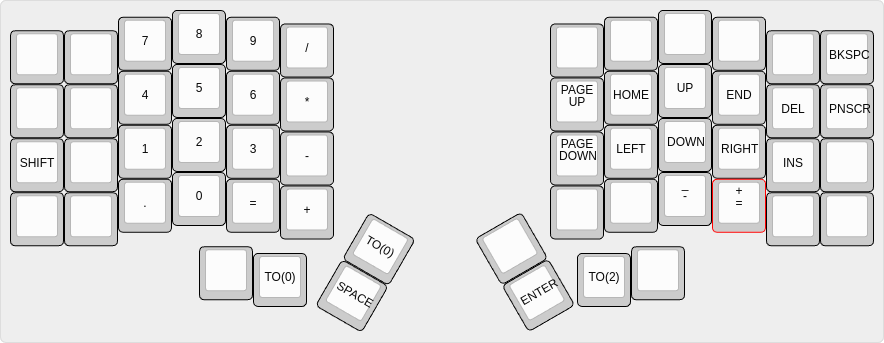 7 8 9 /
BKSPC
4 5 6 *
PAGE UP HOME UP END DEL PNSCR
SHIFT 1 2 3 -
PAGE DOWN LEFT DOWN RIGHT INS
. 0 = +
_ -
+ =
TO(0) TO(0) SPACE
ENTER TO(2)